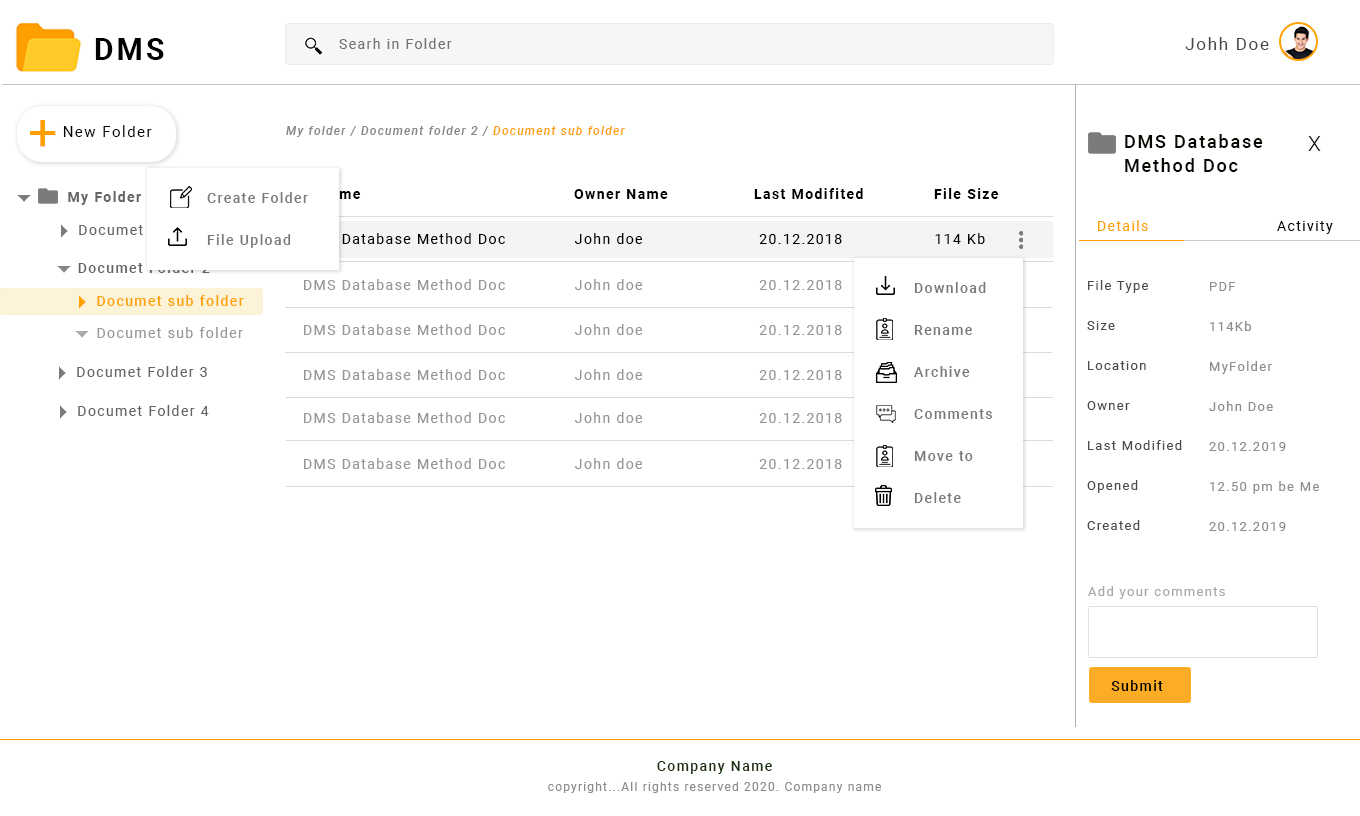 DMS
Searh in Folder
Johh Doe
New Folder
My folder / Document folder 2 / Document sub folder
Create Folder
File Upload
My Folder
Documet
Documet Folder 2
Documet sub folder
Documet sub folder
Documet Folder 3
Documet Folder 4
me Owner Name Last Modifited File Size
Database Method Doc John doe 20.12.2018 114 Kb
DMS Database Method Doc John doe 20.12.2018
DMS Database Method Doc John doe 20.12.2018
DMS Database Method Doc John doe 20.12.2018
DMS Database Method Doc John doe 20.12.2018
DMS Database Method Doc John doe 20.12.2018
Download
Rename
Archive
Comments
Move to
Delete
DMS Database
Method Doc
X
Details Activity
File Type PDF
Size 114Kb
Location MyFolder
Owner John Doe
Last Modified 20.12.2019
Opened 12.50 pm be Me
Created 20.12.2019
Add your comments
Submit
Company Name
copyright...All rights reserved 2020. Company name